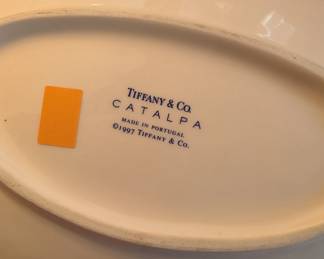 TIFFANY & CO.
CATALPA
MADE IN PORTUGAL
©1997 TIFFANY & CO.